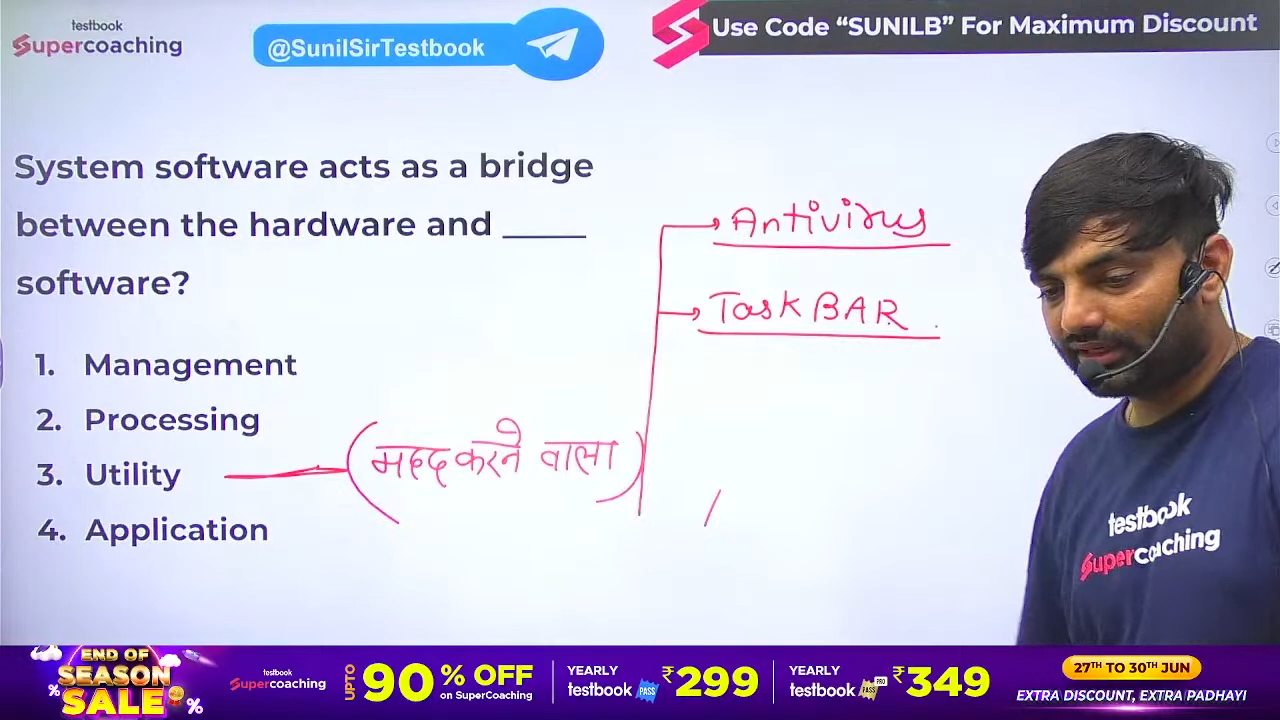 testbook
Supercoaching
@SunilSirTestbook
Use Code “SUNILB” For Maximum Discount
System software acts as a bridge
between the hardware and ____
software?
1. Management
2. Processing
3. Utility
4. Application
(मदद करने वाला)
Antivirus
TaskBAR
testbook
Supercoaching
END OF
SEASON
SALE
%
%
testbook
Supercoaching
UPTO
90% OFF
on SuperCoaching
YEARLY
testbook PASS
₹299
YEARLY
testbook PASS PRO
₹349
27TH TO 30TH JUN
EXTRA DISCOUNT, EXTRA PADHAYI